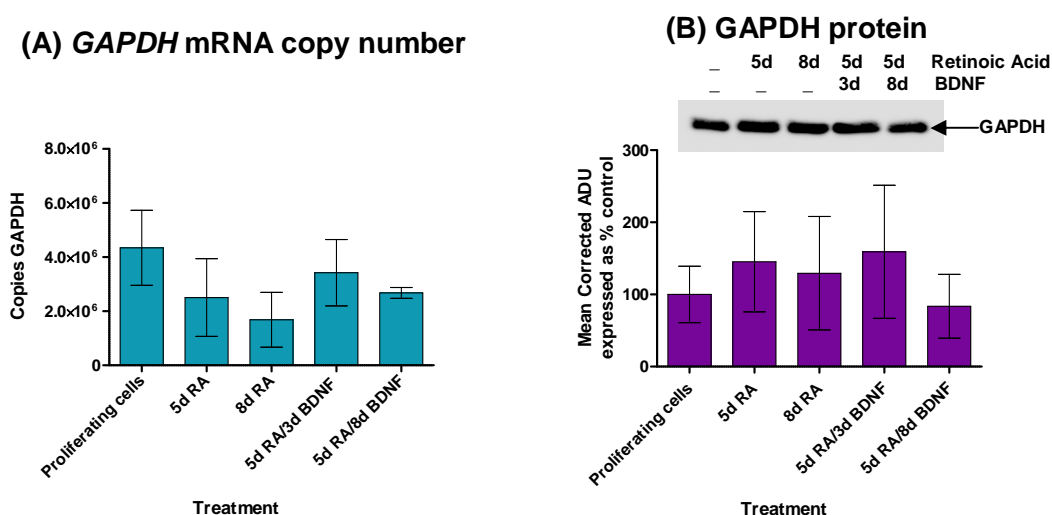 (A) GAPDH mRNA copy number
8.0×10⁶
6.0×10⁶
4.0×10⁶
2.0×10⁶
0
Copies GAPDH
Proliferating cells
5d RA
8d RA
5d RA/3d BDNF
5d RA/8d BDNF
Treatment
(B) GAPDH protein
_ 5d 8d 5d 5d Retinoic Acid
_ _ _ 3d 8d BDNF
GAPDH
300
200
100
0
Mean Corrected ADU
expressed as % control
Proliferating cells
5d RA
8d RA
5d RA/3d BDNF
5d RA/8d BDNF
Treatment